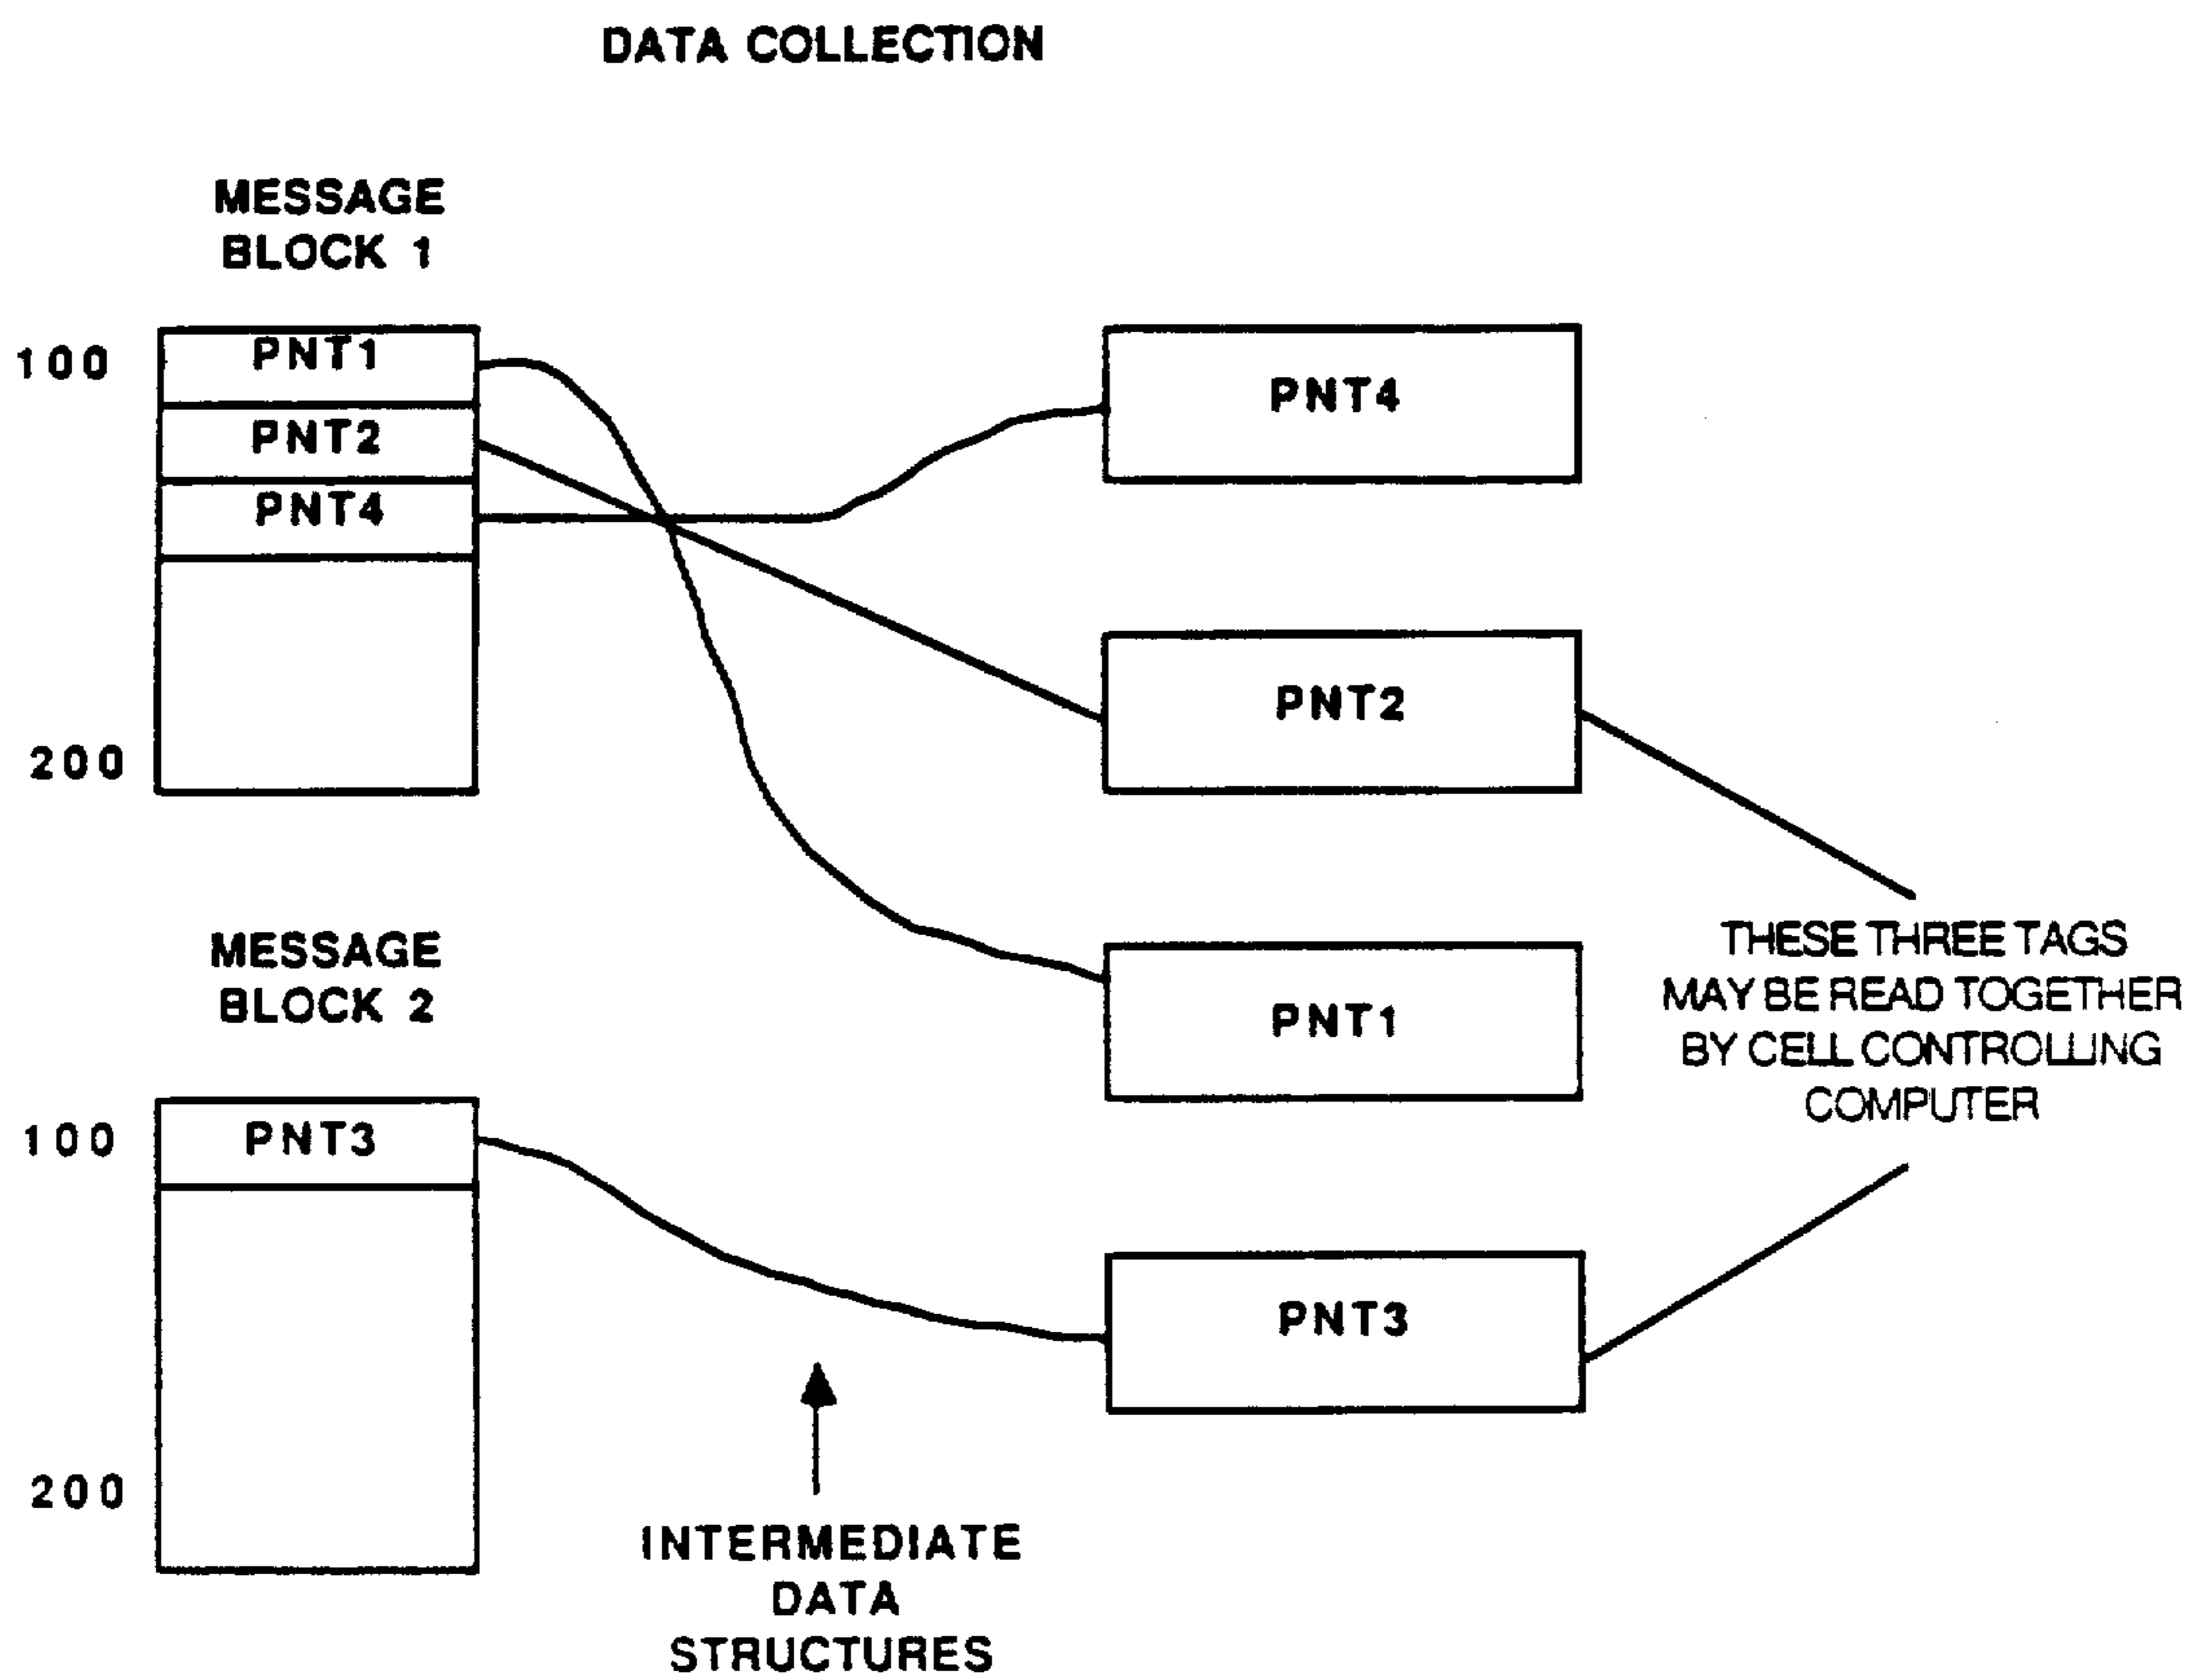 DATA COLLECTION
MESSAGE
BLOCK 1
100
PNT1
PNT2
PNT4
200
PNT4
PNT2
PNT1
PNT3
MESSAGE
BLOCK 2
100
PNT3
200
THESE THREE TAGS
MAY BE READ TOGETHER
BY CELL CONTROLLING
COMPUTER
INTERMEDIATE
DATA
STRUCTURES